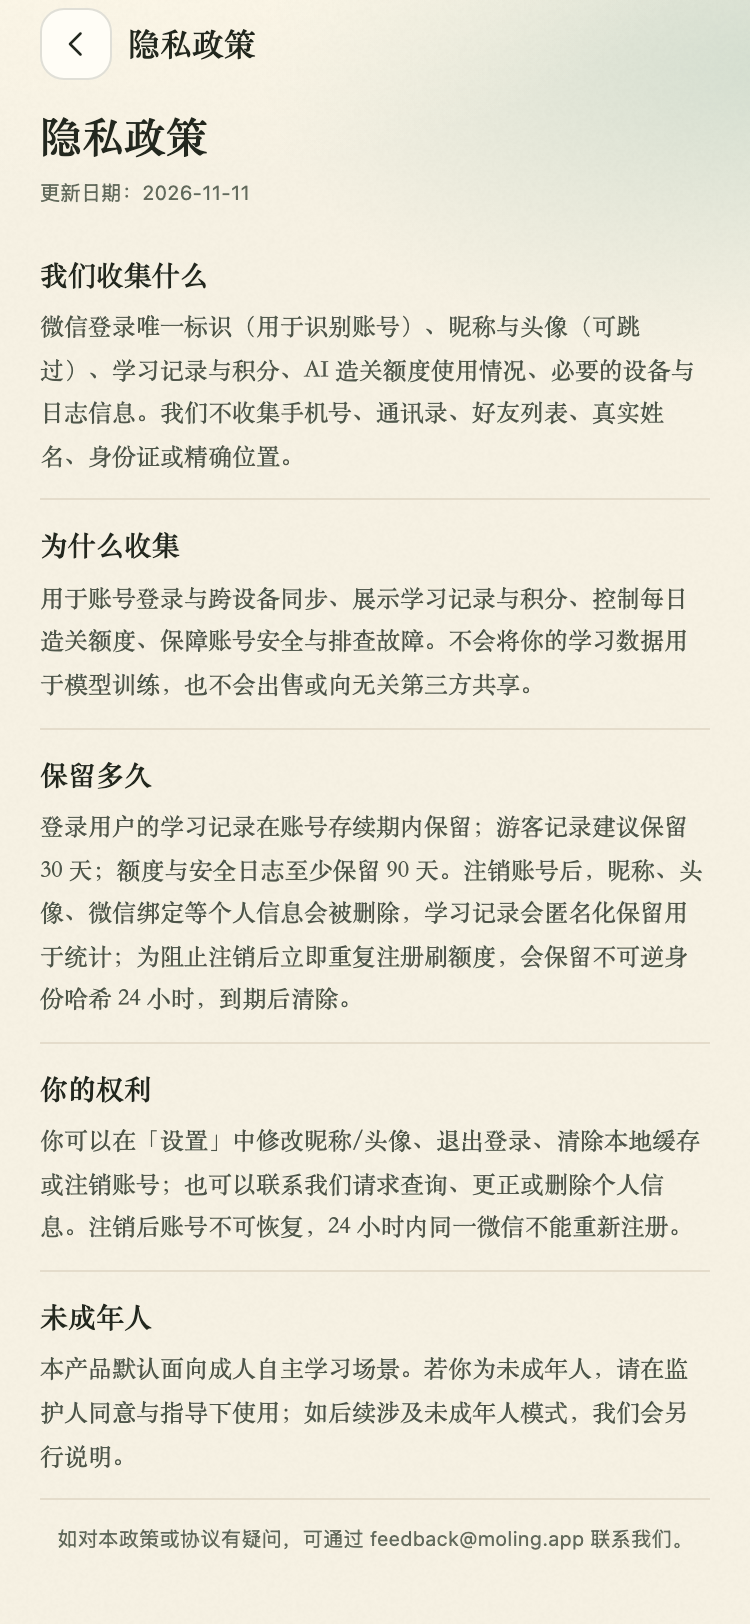 隐私政策
隐私政策
更新日期：2026-11-11
我们收集什么
微信登录唯一标识（用于识别账号）、昵称与头像（可跳
过）、学习记录与积分、AI 造关额度使用情况、必要的设备与
日志信息。我们不收集手机号、通讯录、好友列表、真实姓
名、身份证或精确位置。
为什么收集
用于账号登录与跨设备同步、展示学习记录与积分、控制每日
造关额度、保障账号安全与排查故障。不会将你的学习数据用
于模型训练，也不会出售或向无关第三方共享。
保留多久
登录用户的学习记录在账号存续期内保留；游客记录建议保留
30 天；额度与安全日志至少保留 90 天。注销账号后，昵称、头
像、微信绑定等个人信息会被删除，学习记录会匿名化保留用
于统计；为阻止注销后立即重复注册刷额度，会保留不可逆身
份哈希 24 小时，到期后清除。
你的权利
你可以在「设置」中修改昵称/头像、退出登录、清除本地缓存
或注销账号；也可以联系我们请求查询、更正或删除个人信
息。注销后账号不可恢复，24 小时内同一微信不能重新注册。
未成年人
本产品默认面向成人自主学习场景。若你为未成年人，请在监
护人同意与指导下使用；如后续涉及未成年人模式，我们会另
行说明。
如对本政策或协议有疑问，可通过 feedback@moling.app 联系我们。